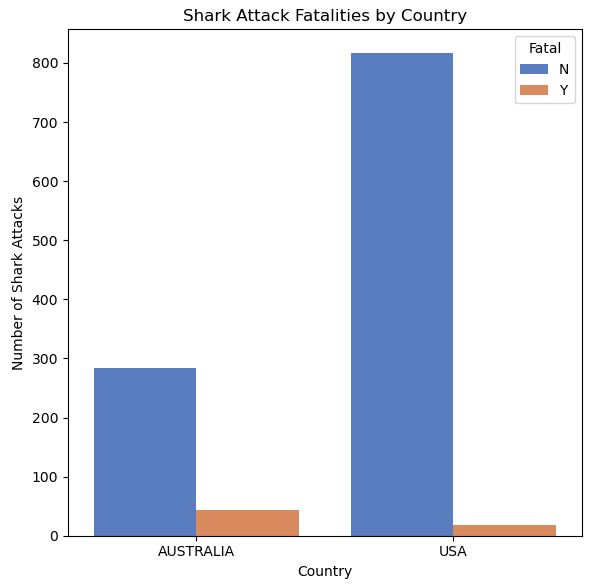 Shark Attack Fatalities by Country
Fatal
N
Y
800
700
600
500
400
300
200
100
0
Number of Shark Attacks
AUSTRALIA
USA
Country